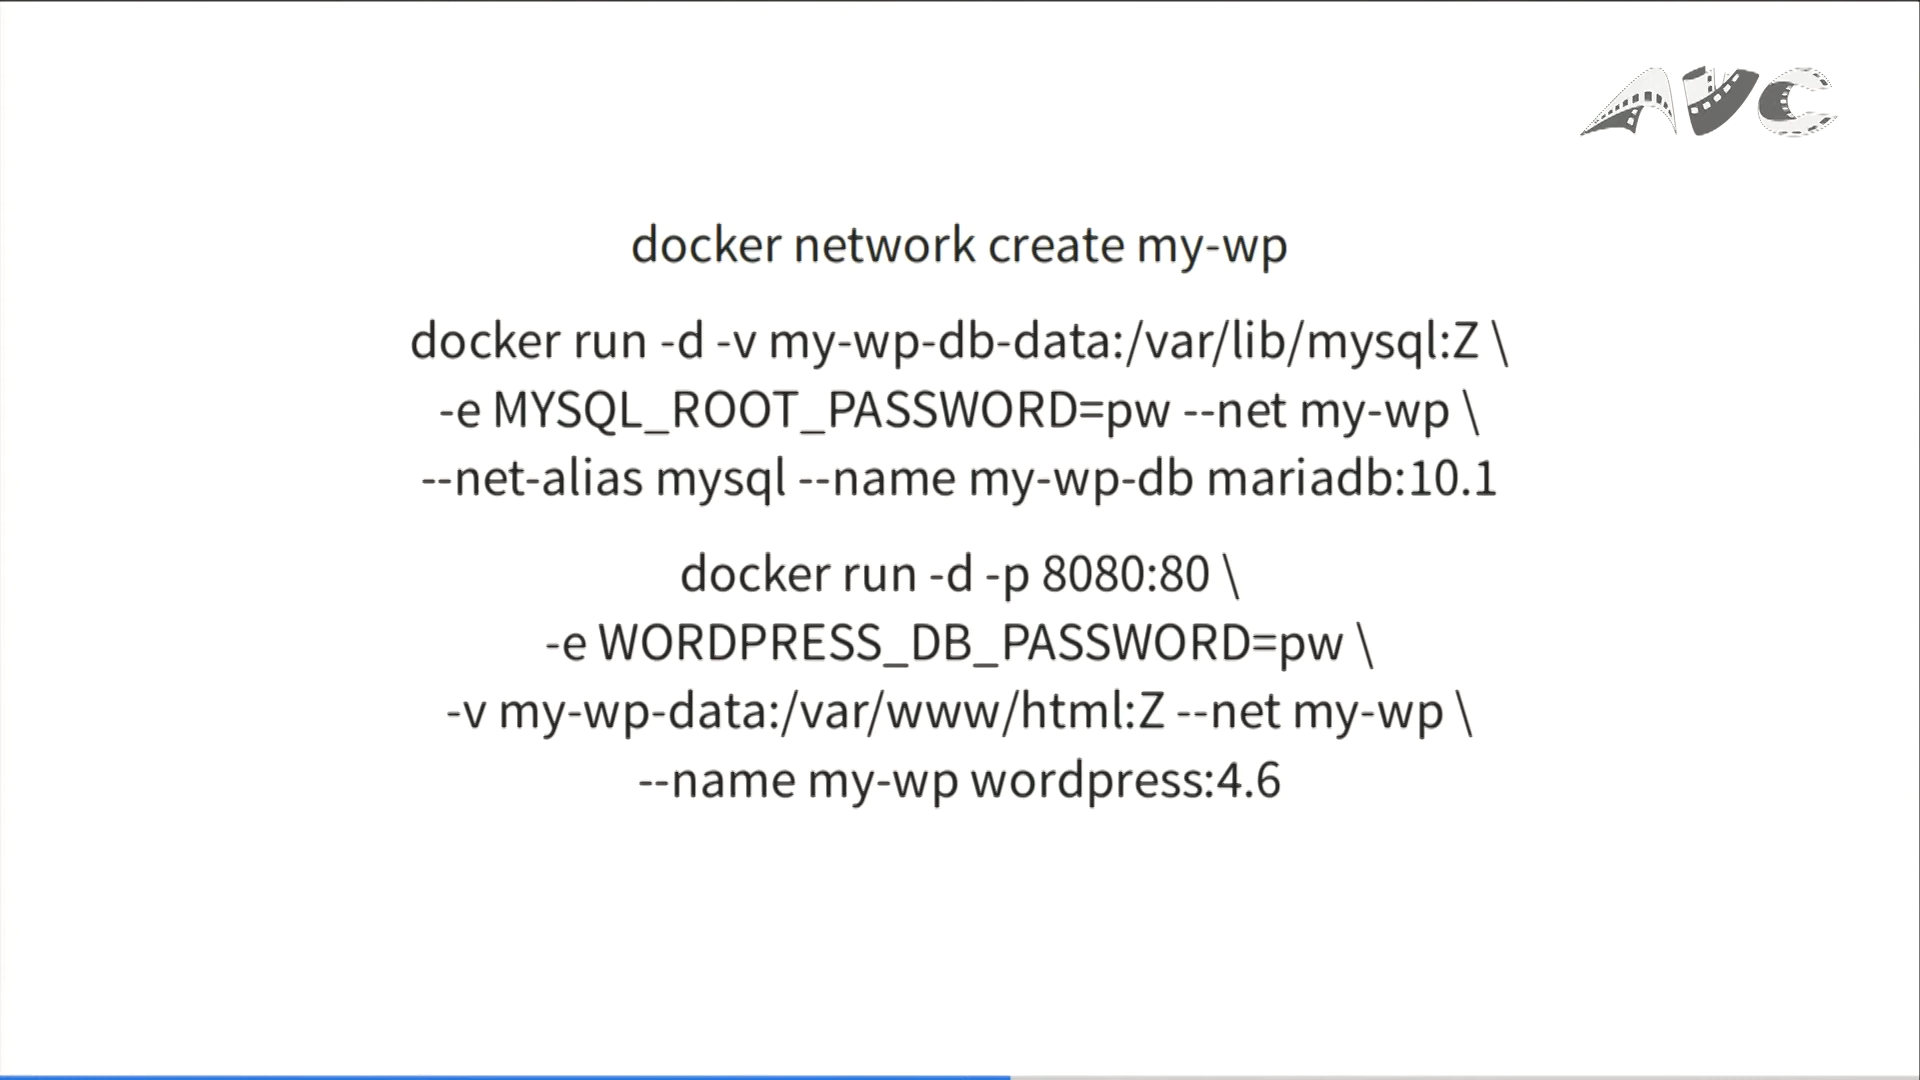 AVC
docker network create my-wp
docker run -d -v my-wp-db-data:/var/lib/mysql:Z \
-e MYSQL_ROOT_PASSWORD=pw --net my-wp \
--net-alias mysql --name my-wp-db mariadb:10.1
docker run -d -p 8080:80 \
-e WORDPRESS_DB_PASSWORD=pw \
-v my-wp-data:/var/www/html:Z --net my-wp \
--name my-wp wordpress:4.6